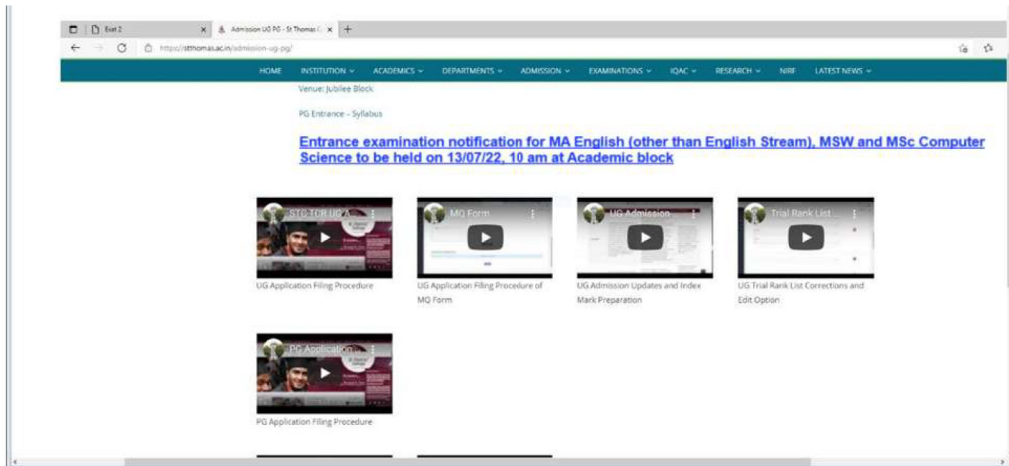 Exat 2
Admission UG PG - St Thomas C
https://stthomas.ac.in/admission-ug-pg/
HOME INSTITUTION ACADEMICS DEPARTMENTS ADMISSION EXAMINATIONS IQAC RESEARCH NIRF LATEST NEWS
Venue: Jubilee Block
PG Entrance – Syllabus
Entrance examination notification for MA English (other than English Stream), MSW and MSc Computer
Science to be held on 13/07/22, 10 am at Academic block
STC TCR UG A...
MQ Form
UG Admission ...
Trial Rank List ...
UG Application Filing Procedure
UG Application Filing Procedure of
MQ Form
UG Admission Updates and Index
Mark Preparation
UG Trial Rank List Corrections and
Edit Option
PG Application ...
PG Application Filing Procedure